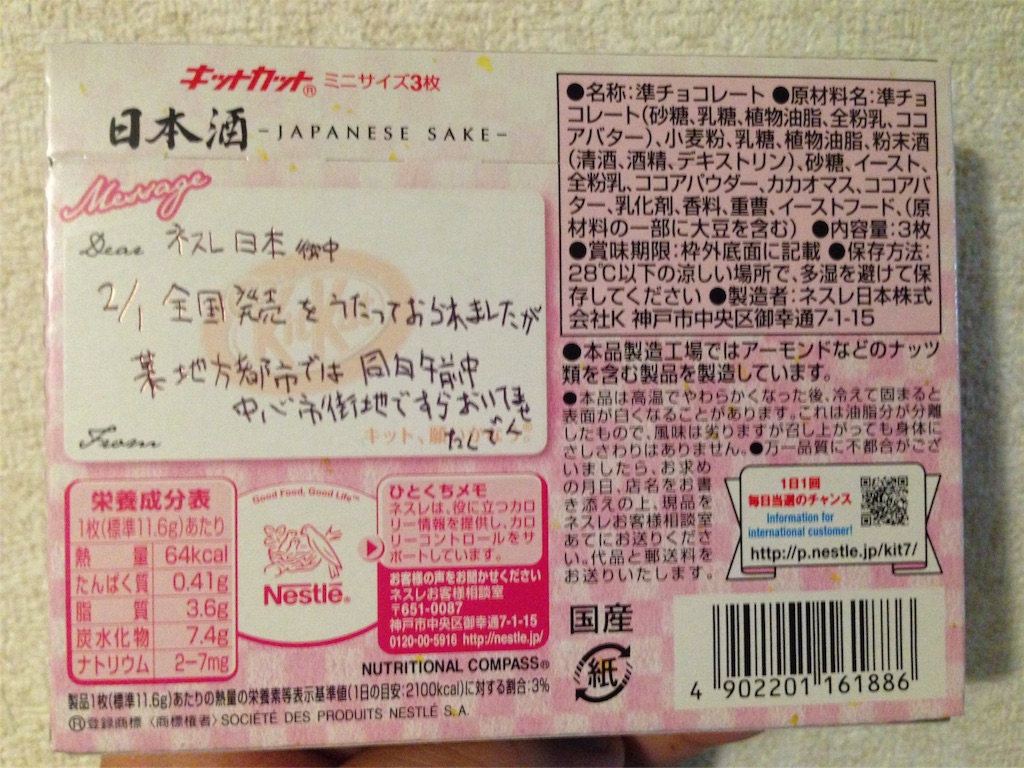 キットカット® ミニサイズ3枚
日本酒 -JAPANESE SAKE-
Message
Dear ネスレ日本 御中
2/1 全国発売をうたっておられましたが
某地方都市では同日午前中
中心市街地ですらおいてませ
んでした
From
キット、願いかなう。®
栄養成分表
1枚(標準11.6g)あたり
熱量 64kcal
たんぱく質 0.41g
脂質 3.6g
炭水化物 7.4g
ナトリウム 2-7mg
Good Food, Good Life™
Nestlé®
ひとくちメモ
ネスレは、役に立つカロ
リー情報を提供し、カロ
リーコントロールをサ
ポートしています。
お客様の声をお聞かせください
ネスレお客様相談室
〒651-0087
神戸市中央区御幸通7-1-15
0120-00-5916 http://nestle.jp/
NUTRITIONAL COMPASS®
製品1枚(標準11.6g)あたりの熱量の栄養素等表示基準値(1日の目安:2100kcal)に対する割合:3%
®登録商標 〈商標権者〉SOCIÉTÉ DES PRODUITS NESTLÉ S.A.
●名称:準チョコレート ●原材料名:準チョ
コレート(砂糖、乳糖、植物油脂、全粉乳、ココ
アバター)、小麦粉、乳糖、植物油脂、粉末酒
(清酒、酒精、デキストリン)、砂糖、イースト、
全粉乳、ココアパウダー、カカオマス、ココアバ
ター、乳化剤、香料、重曹、イーストフード、(原
材料の一部に大豆を含む) ●内容量:3枚
●賞味期限:枠外底面に記載 ●保存方法:
28℃以下の涼しい場所で、多湿を避けて保
存してください ●製造者:ネスレ日本株式
会社K 神戸市中央区御幸通7-1-15
●本品製造工場ではアーモンドなどのナッツ
類を含む製品を製造しています。
●本品は高温でやわらかくなった後、冷えて固まると
表面が白くなることがあります。これは油脂分が分離
したもので、風味は劣りますが召し上がっても身体に
さしさわりはありません。●万一品質に不都合がござ
いましたら、お求め
の月日、店名をお書
き添えの上、現品を
ネスレお客様相談室
あてにお送りくださ
い。代品と郵送料を
お送りいたします。
1日1回
毎日当選のチャンス
Information for
international customer!
http://p.nestle.jp/kit7/
国産
紙
4 902201 161886